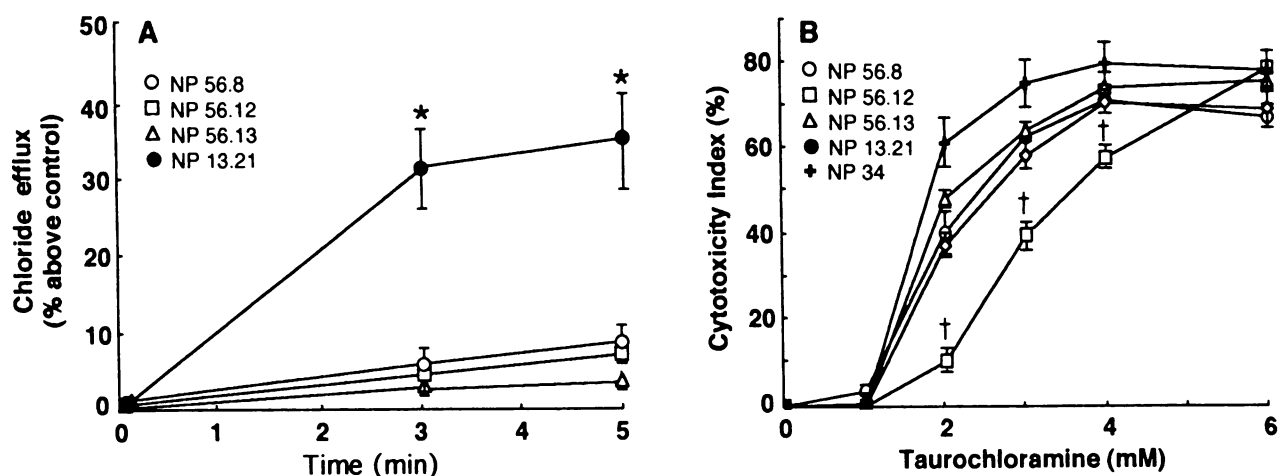 A
NP 56.8
NP 56.12
NP 56.13
NP 13.21
Chloride efflux
(% above control)
50
40
30
20
10
0
* *
0 1 2 3 4 5
Time (min)
B
NP 56.8
NP 56.12
NP 56.13
NP 13.21
NP 34
Cytotoxicity Index (%)
80
60
40
20
0
† † †
0 2 4 6
Taurochloramine (mM)